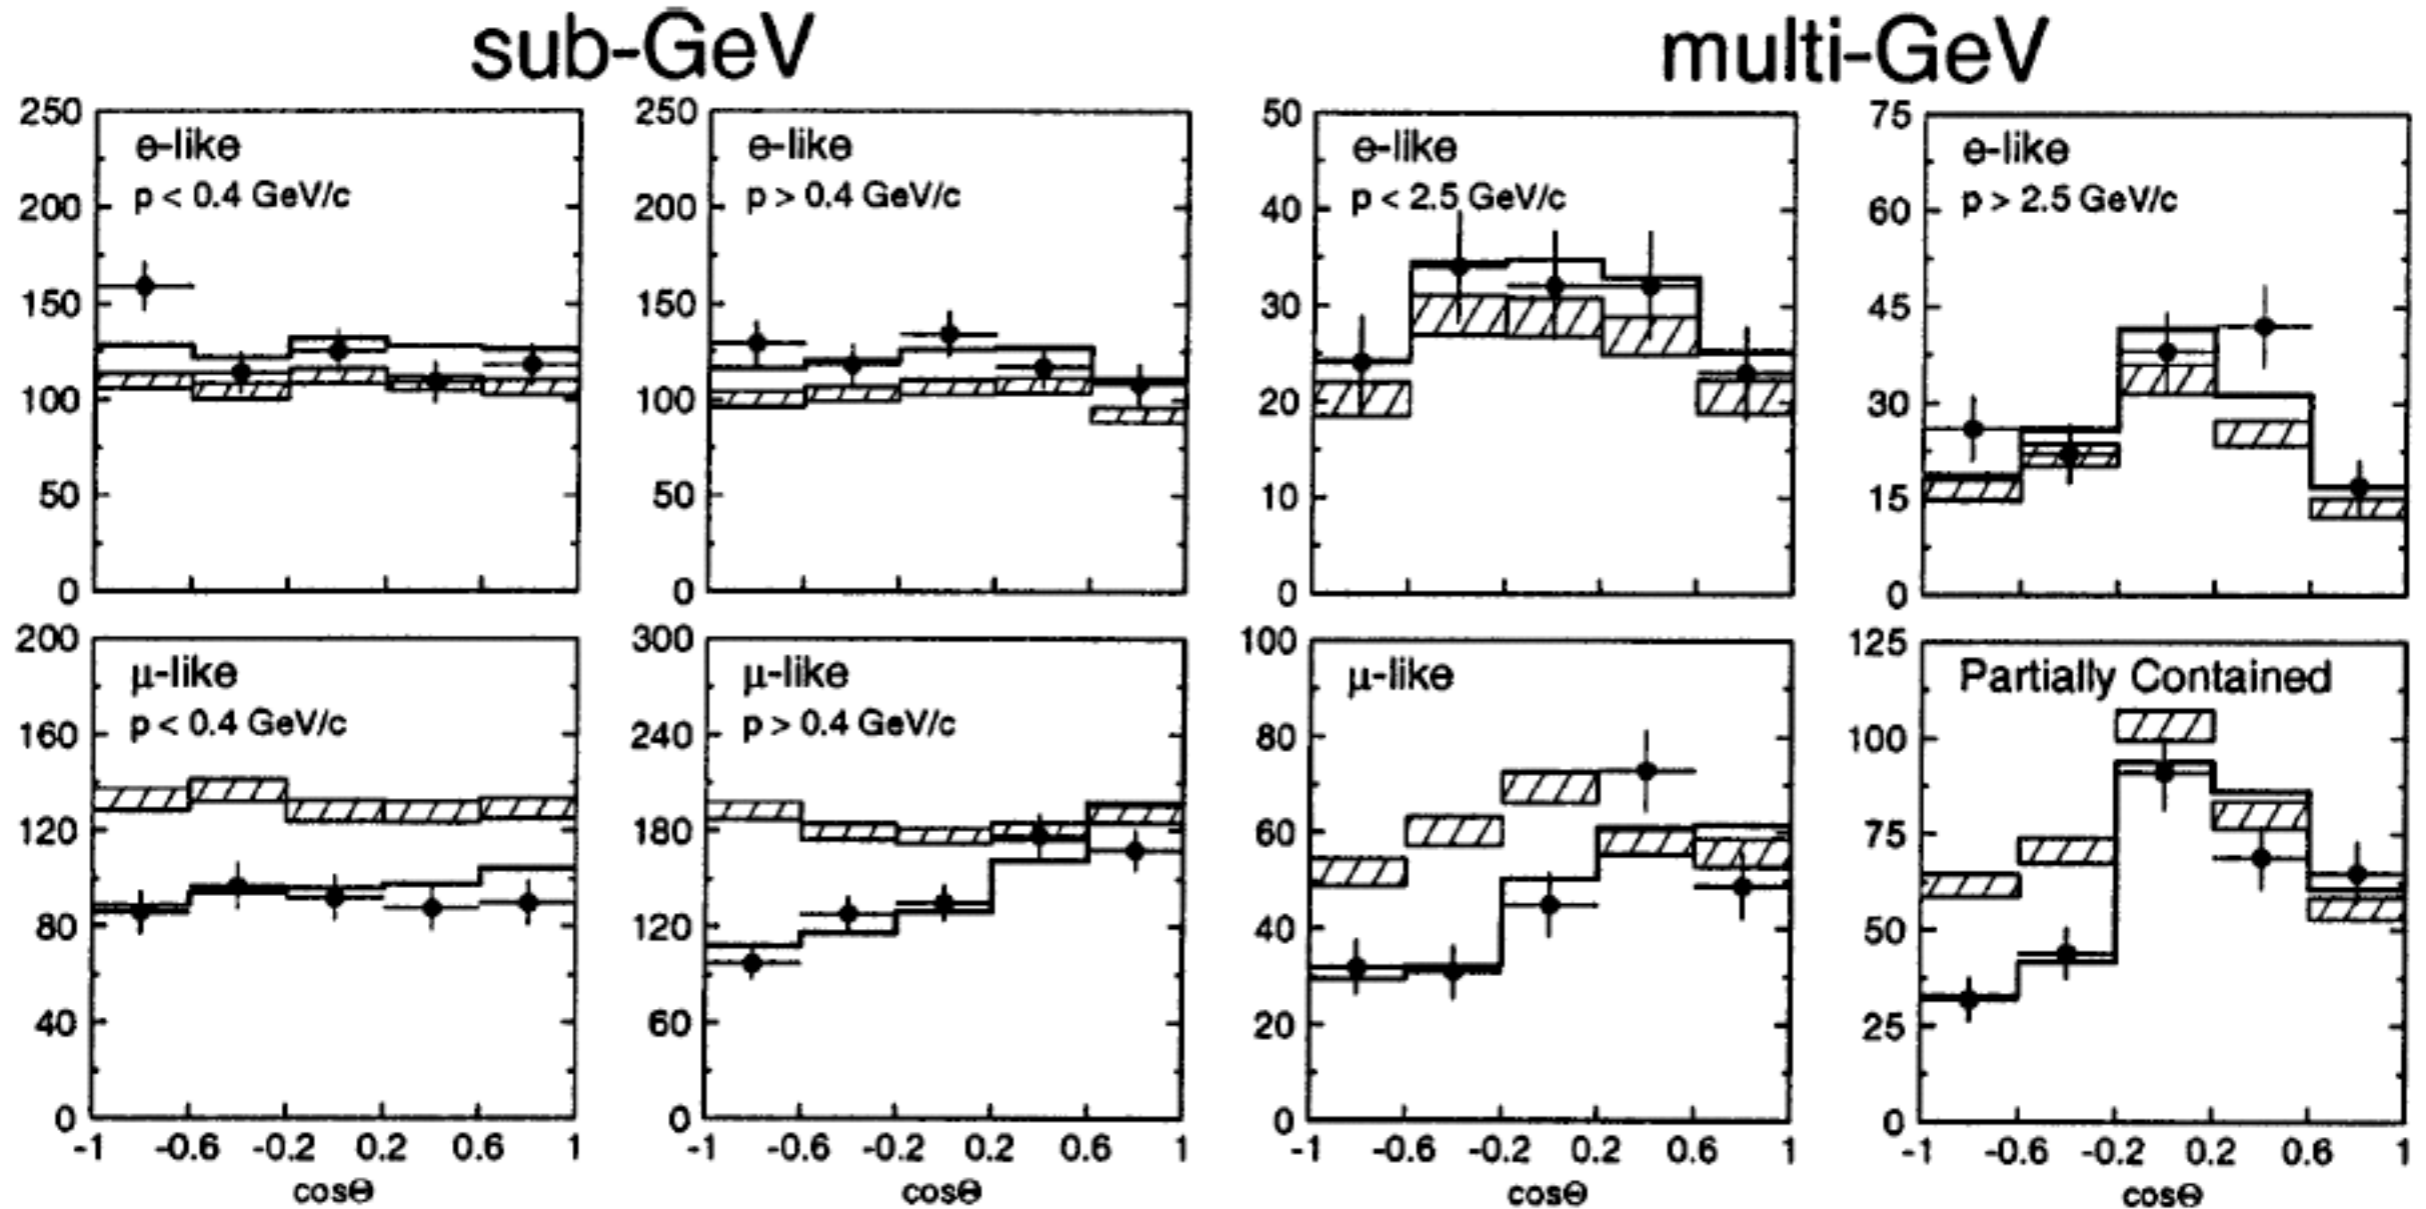 sub-GeV
multi-GeV
250
200
150
100
50
0
e-like
p < 0.4 GeV/c
250
200
150
100
50
0
e-like
p > 0.4 GeV/c
50
40
30
20
10
0
e-like
p < 2.5 GeV/c
75
60
45
30
15
0
e-like
p > 2.5 GeV/c
200
160
120
80
40
0
μ-like
p < 0.4 GeV/c
-1 -0.6 -0.2 0.2 0.6 1
cosΘ
300
240
180
120
60
0
μ-like
p > 0.4 GeV/c
-1 -0.6 -0.2 0.2 0.6 1
cosΘ
100
80
60
40
20
0
μ-like
-1 -0.6 -0.2 0.2 0.6 1
cosΘ
125
100
75
50
25
0
Partially Contained
-1 -0.6 -0.2 0.2 0.6 1
cosΘ